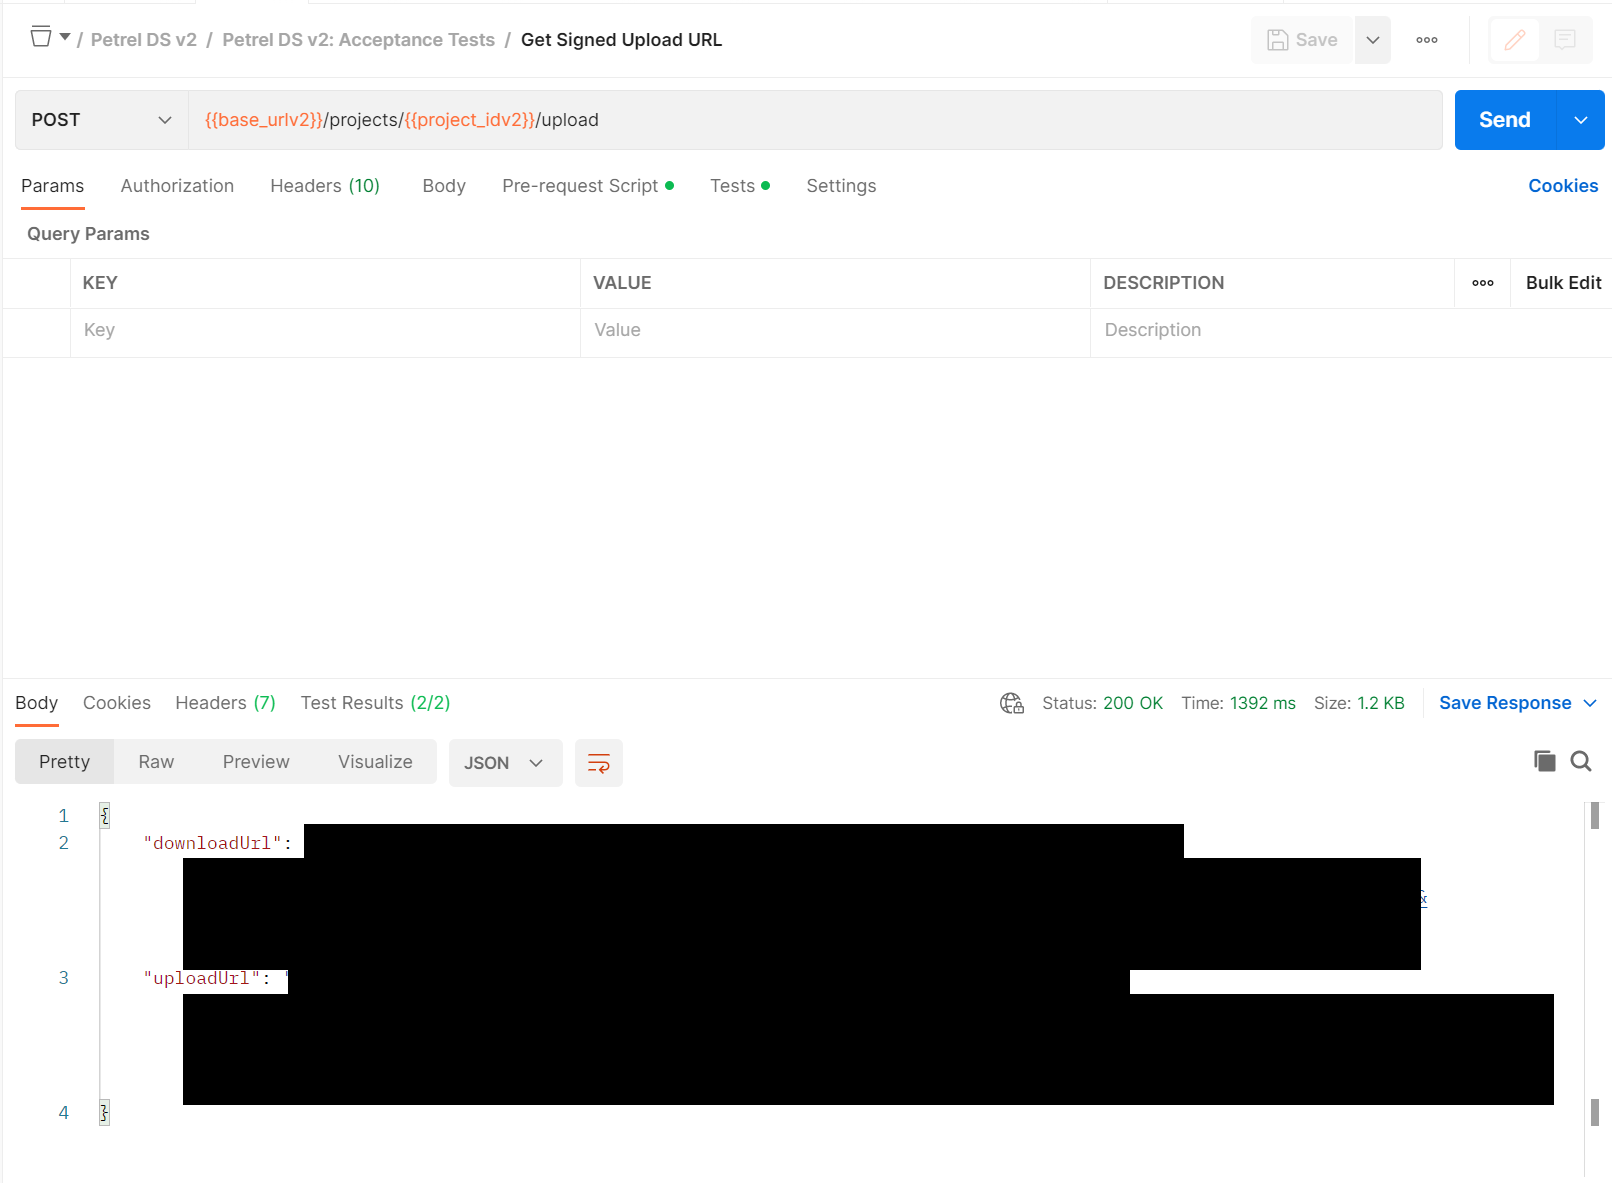 / Petrel DS v2 / Petrel DS v2: Acceptance Tests / Get Signed Upload URL
Save
POST
{{base_urlv2}}/projects/{{project_idv2}}/upload
Send
Params Authorization Headers (10) Body Pre-request Script Tests Settings
Cookies
Query Params
KEY VALUE DESCRIPTION
Bulk Edit
Key Value Description
Body Cookies Headers (7) Test Results (2/2)
Status: 200 OK Time: 1392 ms Size: 1.2 KB
Save Response
Pretty Raw Preview Visualize
JSON
1 {
2 "downloadUrl":
&
3 "uploadUrl": "
4 }